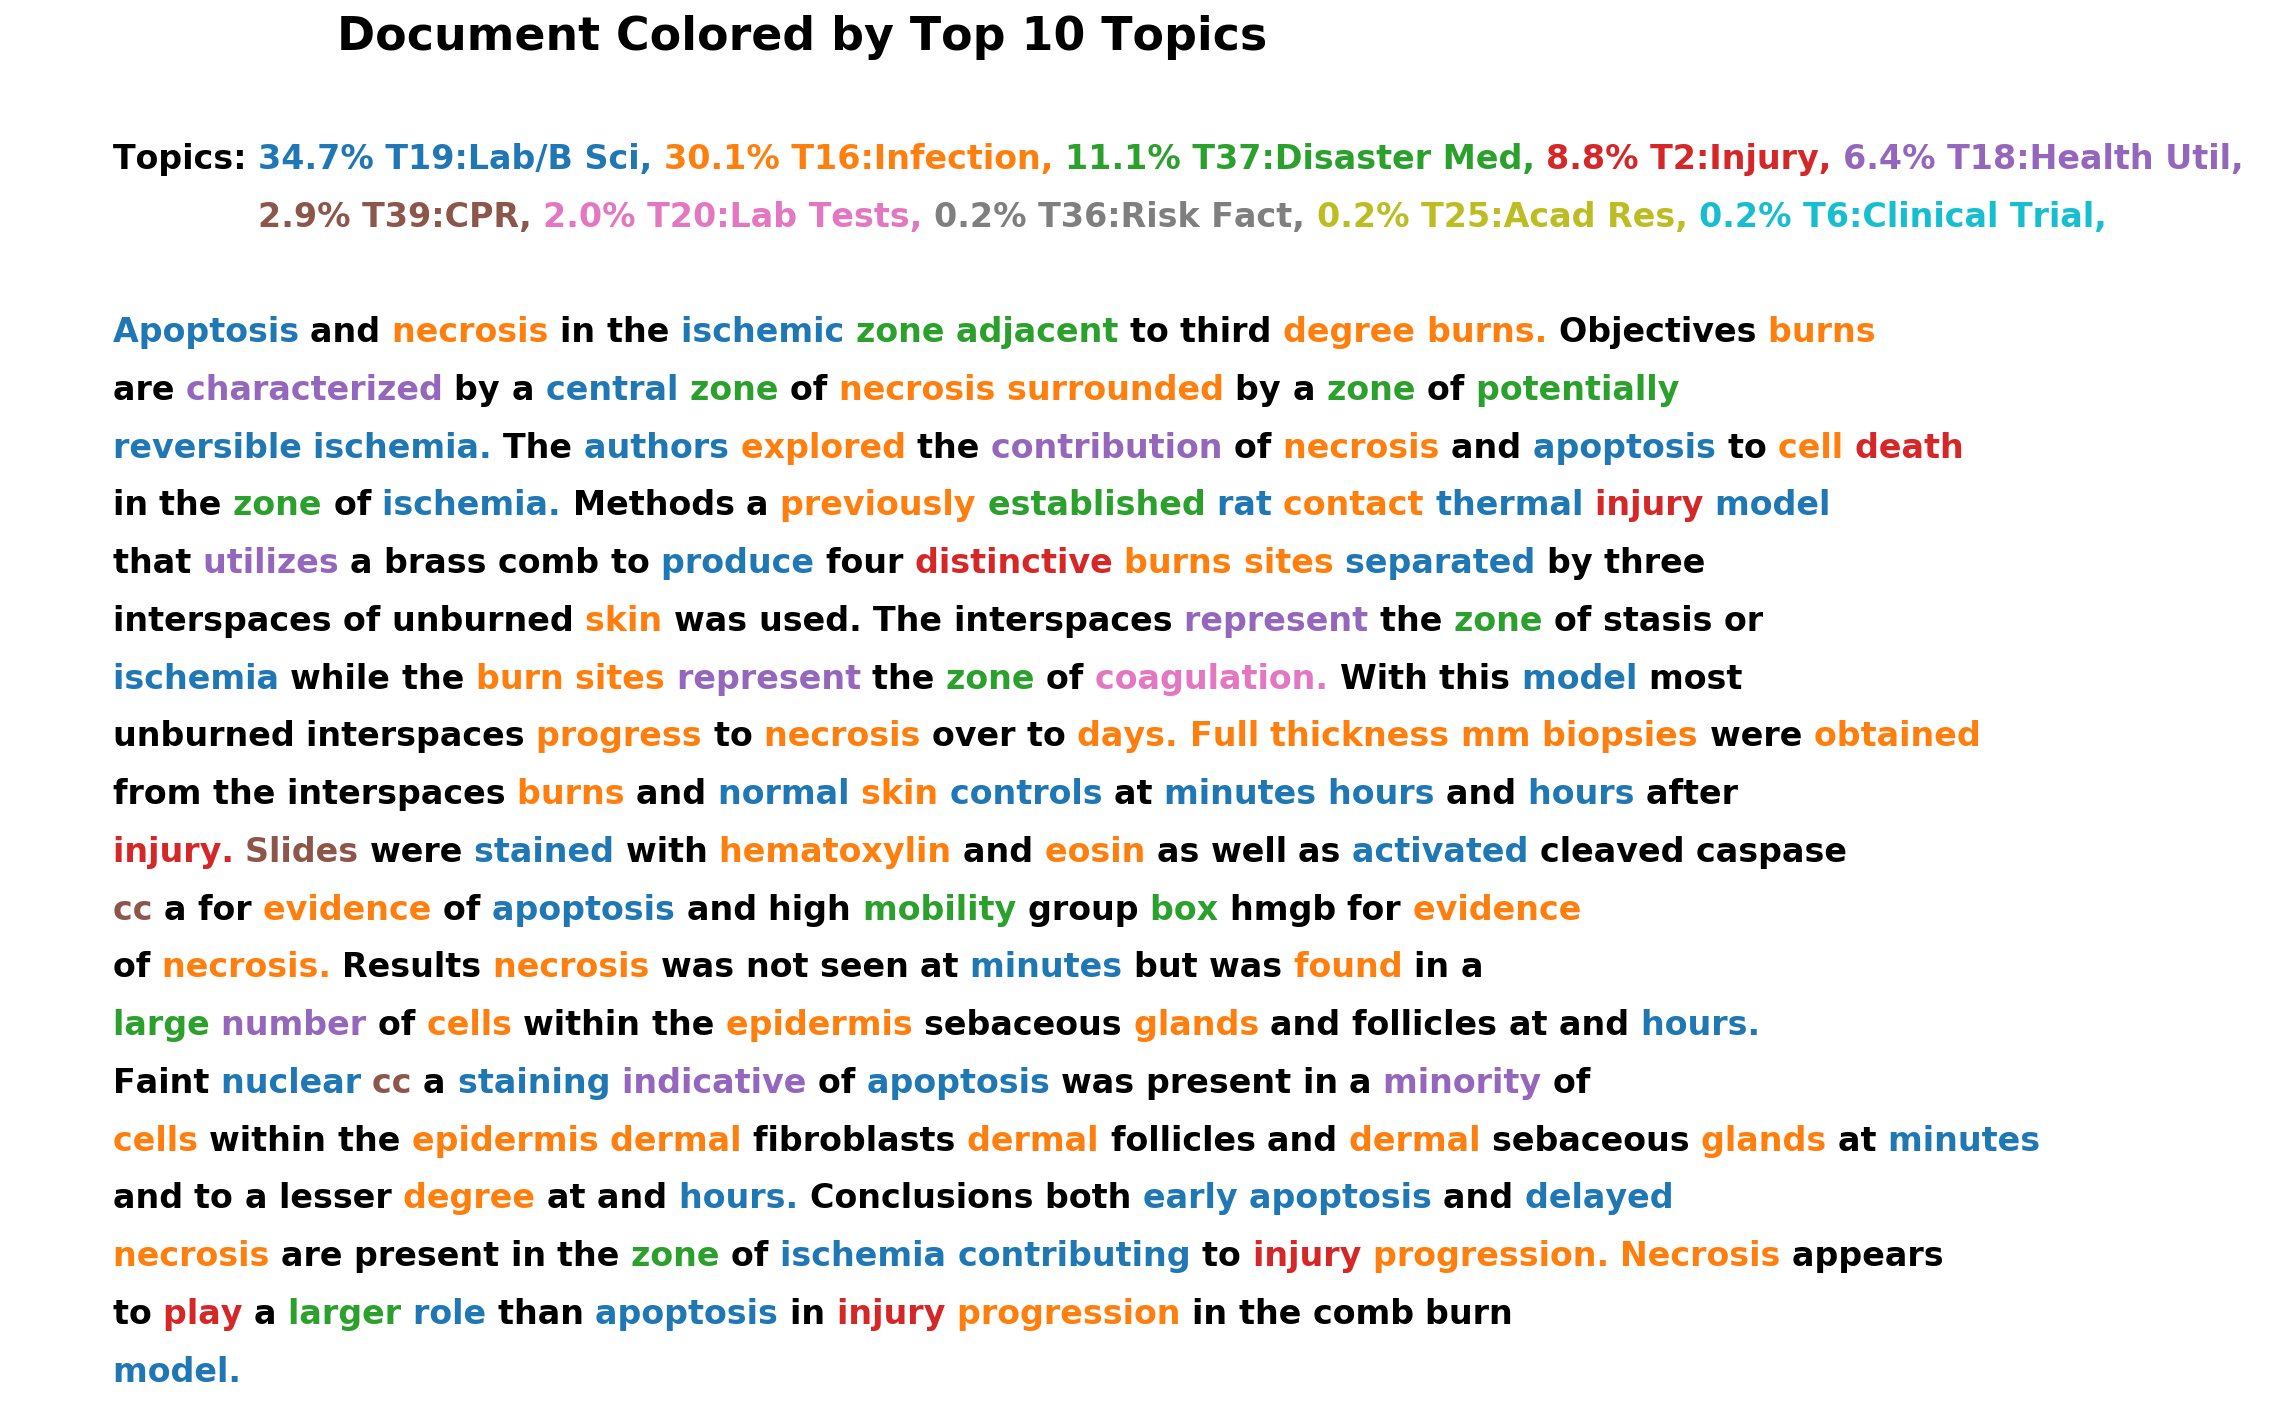 Document Colored by Top 10 Topics
Topics: 34.7% T19:Lab/B Sci, 30.1% T16:Infection, 11.1% T37:Disaster Med, 8.8% T2:Injury, 6.4% T18:Health Util,
2.9% T39:CPR, 2.0% T20:Lab Tests, 0.2% T36:Risk Fact, 0.2% T25:Acad Res, 0.2% T6:Clinical Trial,
Apoptosis and necrosis in the ischemic zone adjacent to third degree burns. Objectives burns
are characterized by a central zone of necrosis surrounded by a zone of potentially
reversible ischemia. The authors explored the contribution of necrosis and apoptosis to cell death
in the zone of ischemia. Methods a previously established rat contact thermal injury model
that utilizes a brass comb to produce four distinctive burns sites separated by three
interspaces of unburned skin was used. The interspaces represent the zone of stasis or
ischemia while the burn sites represent the zone of coagulation. With this model most
unburned interspaces progress to necrosis over to days. Full thickness mm biopsies were obtained
from the interspaces burns and normal skin controls at minutes hours and hours after
injury. Slides were stained with hematoxylin and eosin as well as activated cleaved caspase
cc a for evidence of apoptosis and high mobility group box hmgb for evidence
of necrosis. Results necrosis was not seen at minutes but was found in a
large number of cells within the epidermis sebaceous glands and follicles at and hours.
Faint nuclear cc a staining indicative of apoptosis was present in a minority of
cells within the epidermis dermal fibroblasts dermal follicles and dermal sebaceous glands at minutes
and to a lesser degree at and hours. Conclusions both early apoptosis and delayed
necrosis are present in the zone of ischemia contributing to injury progression. Necrosis appears
to play a larger role than apoptosis in injury progression in the comb burn
model.